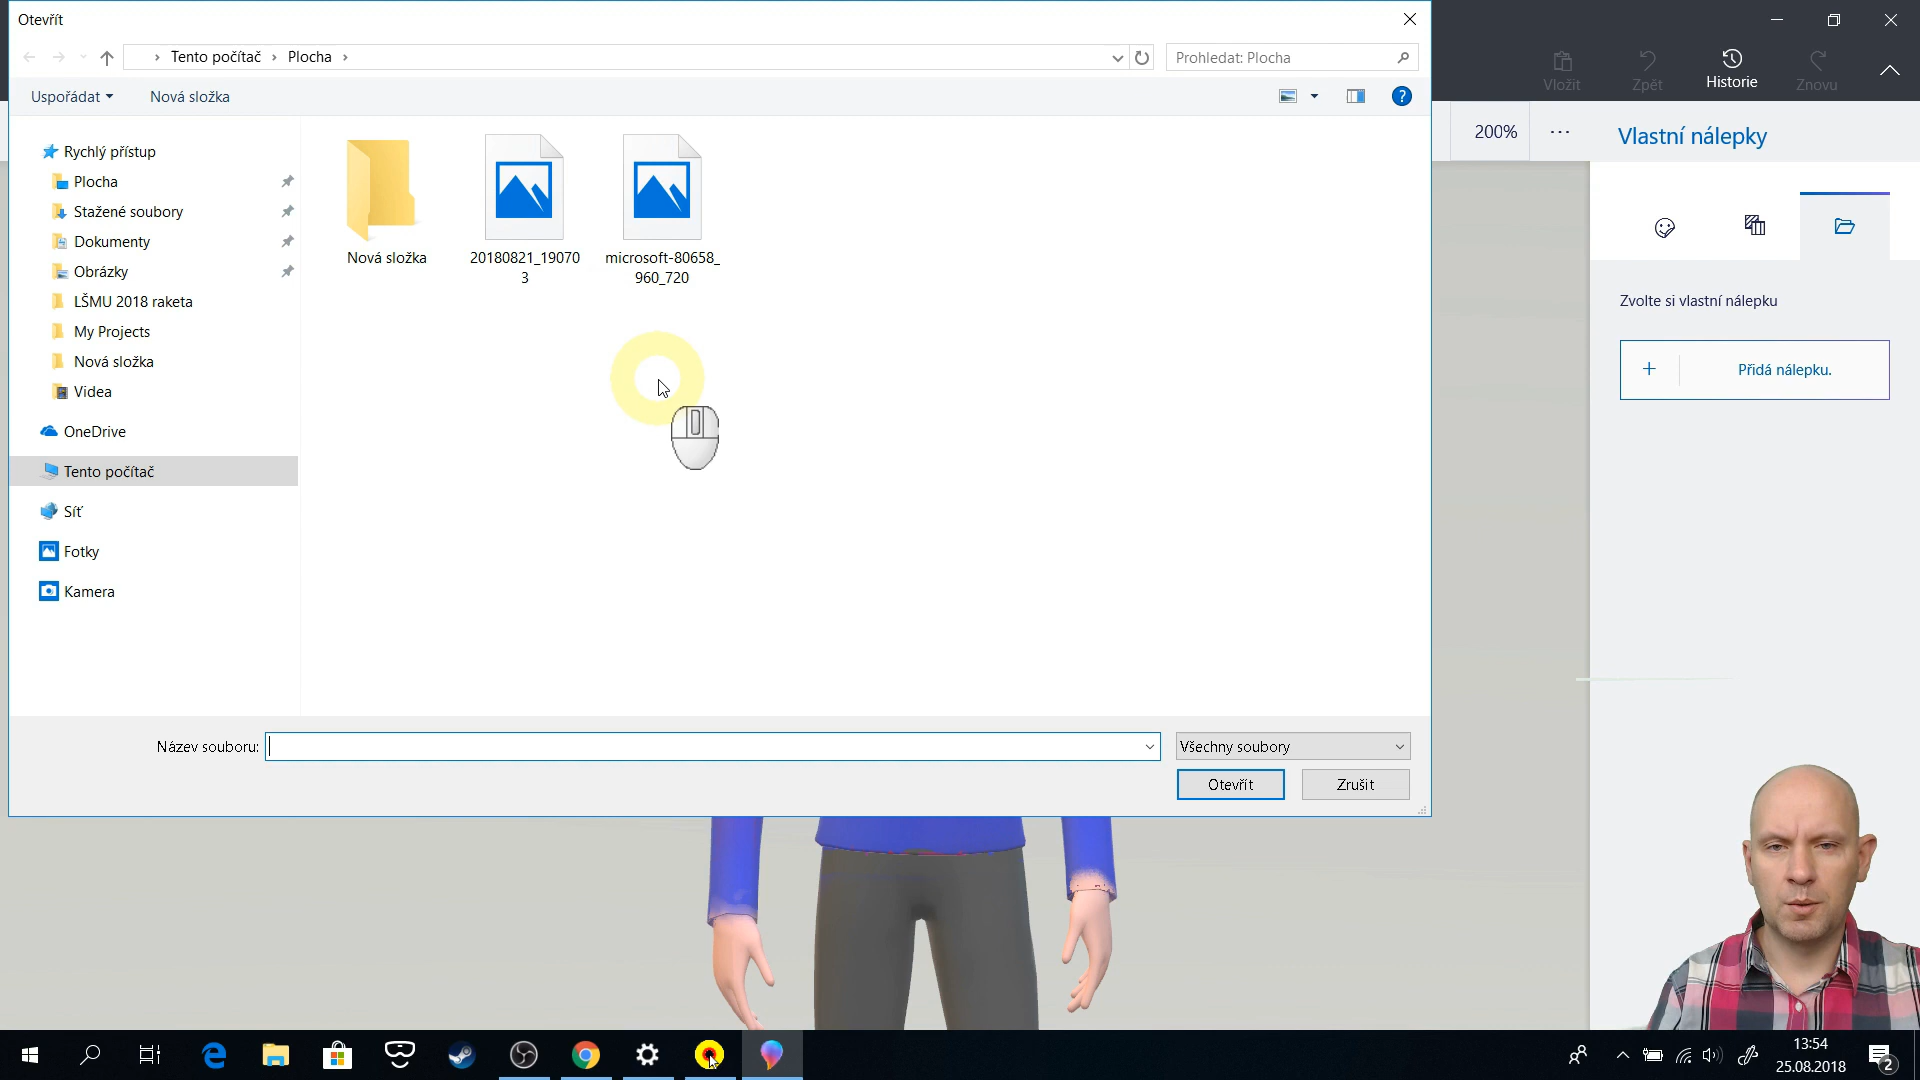 Otevřít
Tento počítač
Plocha
Prohledat: Plocha
Vložit
Zpět
Historie
Znovu
Uspořádat
Nová složka
?
200%
...
Vlastní nálepky
Rychlý přístup
Plocha
Stažené soubory
Dokumenty
Obrázky
LŠMU 2018 raketa
My Projects
Nová složka
Videa
OneDrive
Tento počítač
Síť
Fotky
Kamera
Nová složka
20180821_19070
3
microsoft-80658_
960_720
Zvolte si vlastní nálepku
+ Přidá nálepku.
Název souboru:
Všechny soubory
Otevřít
Zrušit
13:54
25.08.2018
2